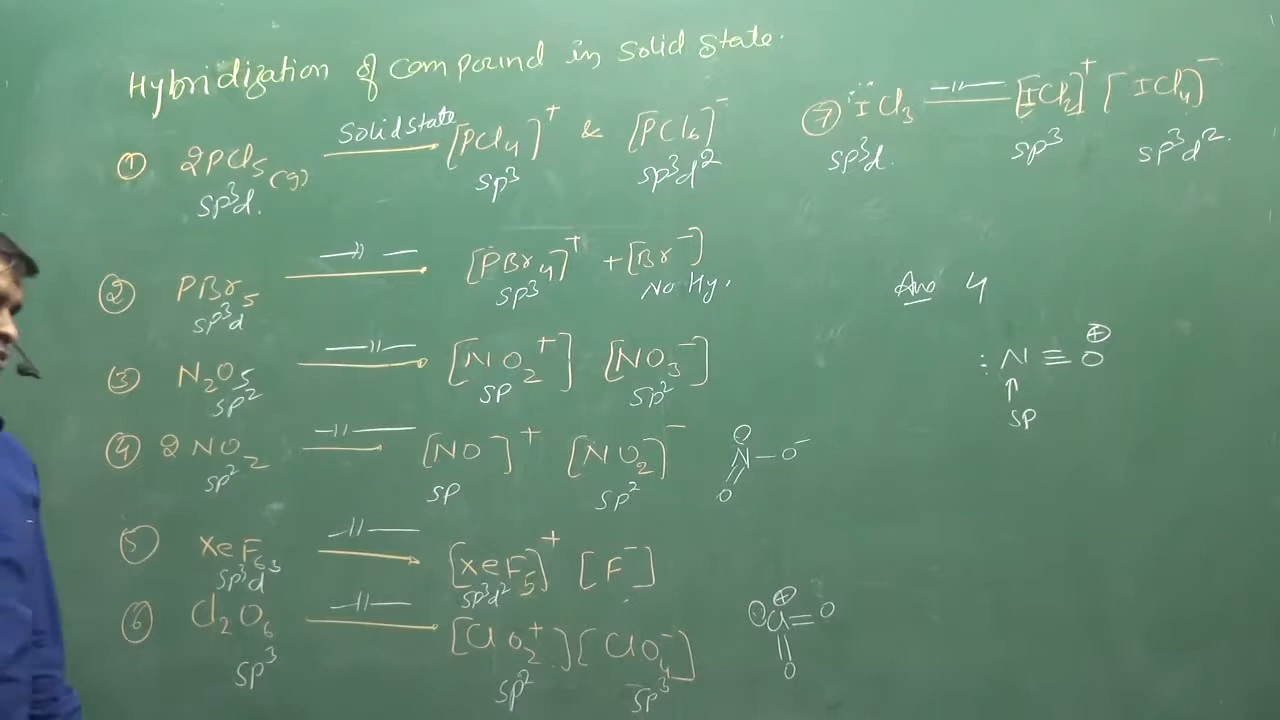 Hybridization of compound in solid state.
① 2PCl₅(g) solid state → [PCl₄]⁺ & [PCl₆]⁻
sp³d. sp³ sp³d²
② PBr₅ —〃— → [PBr₄]⁺ + [Br⁻]
sp³d sp³ No Hy.
③ N₂O₅ —〃— → [NO₂⁺] [NO₃⁻]
sp² sp sp²
④ 2NO₂ —〃— → [NO]⁺ [NO₂]⁻
sp² sp sp²
O
N – O⁻
O
⑤ XeF₆ —〃— → [XeF₅]⁺ [F⁻]
sp³d³ sp³d²
⑥ Cl₂O₆ —〃— → [ClO₂⁺] [ClO₄⁻]
sp³ sp² sp³
⊕
Cl = O
O
⑦ ICl₃ —〃— [ICl₂]⁺ [ICl₄]⁻
sp³d. sp³ sp³d².
Ans 4
⊕
: N ≡ O
↑
sp